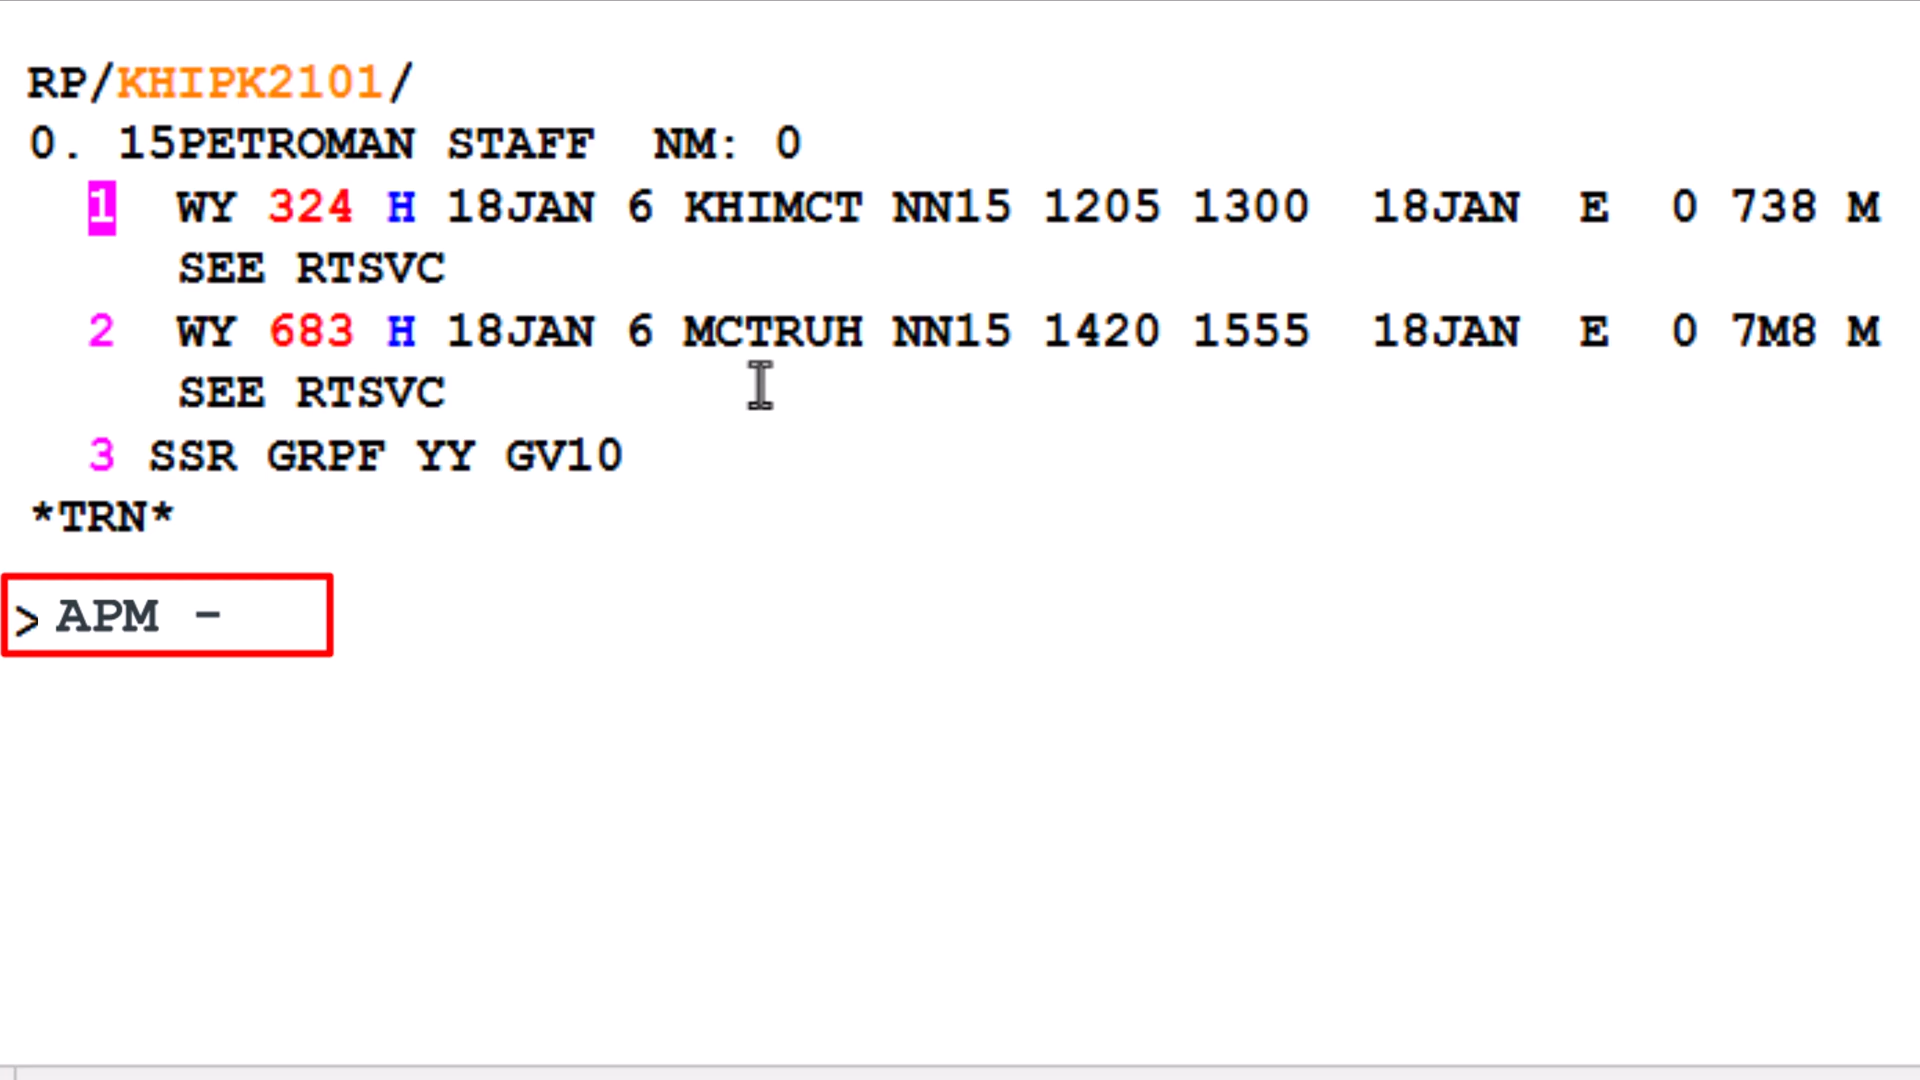 RP/KHIPK2101/
0. 15PETROMAN STAFF  NM: 0
1  WY 324 H 18JAN 6 KHIMCT NN15 1205 1300  18JAN  E  0 738 M
SEE RTSVC
2  WY 683 H 18JAN 6 MCTRUH NN15 1420 1555  18JAN  E  0 7M8 M
SEE RTSVC
3 SSR GRPF YY GV10
*TRN*
> APM -